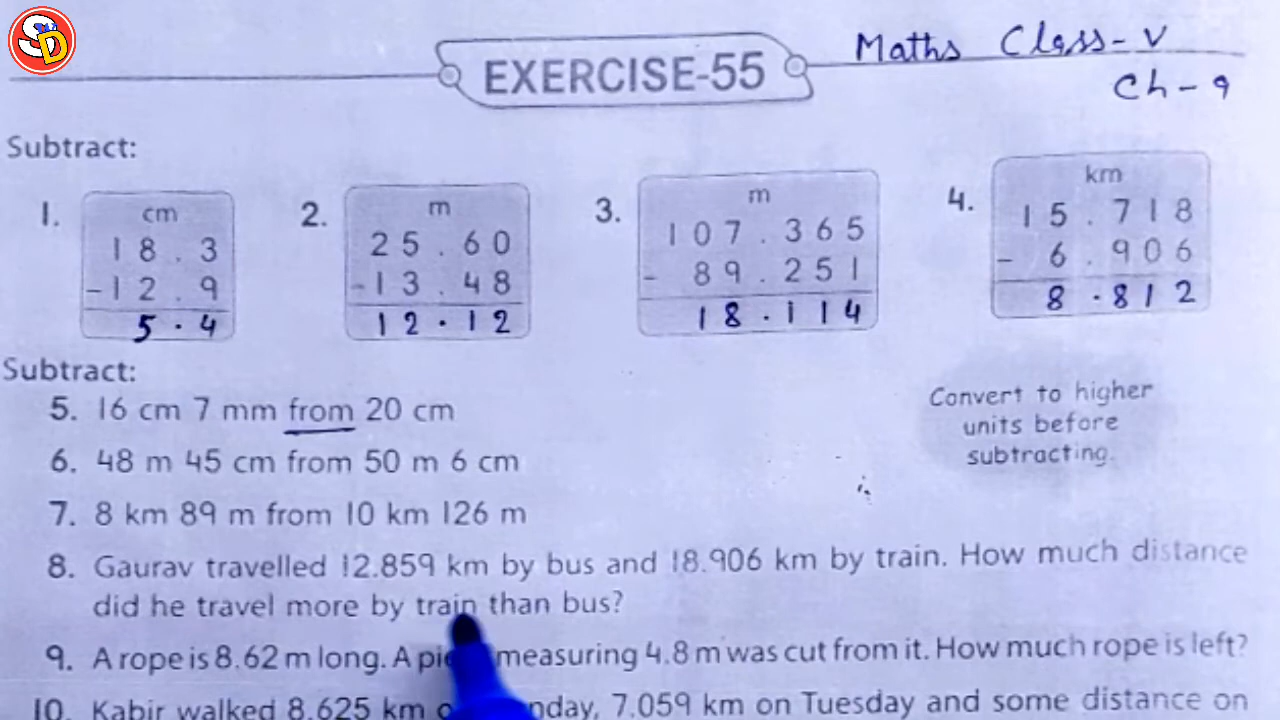 SD
EXERCISE-55
Maths Class-V
Ch-9
Subtract:
1. cm
18.3
-12.9
5.4
2. m
25.60
-13.48
12.12
3. m
107.365
- 89.251
18.114
4. km
15.718
- 6.906
8.812
Subtract:
5. 16 cm 7 mm from 20 cm
6. 48 m 45 cm from 50 m 6 cm
7. 8 km 89 m from 10 km 126 m
Convert to higher
units before
subtracting.
8. Gaurav travelled 12.859 km by bus and 18.906 km by train. How much distance
did he travel more by train than bus?
9. A rope is 8.62 m long. A measuring 4.8 m was cut from it. How much rope is left?
10. Kabir walked 8.625 km 7.059 km on Tuesday and some distance on